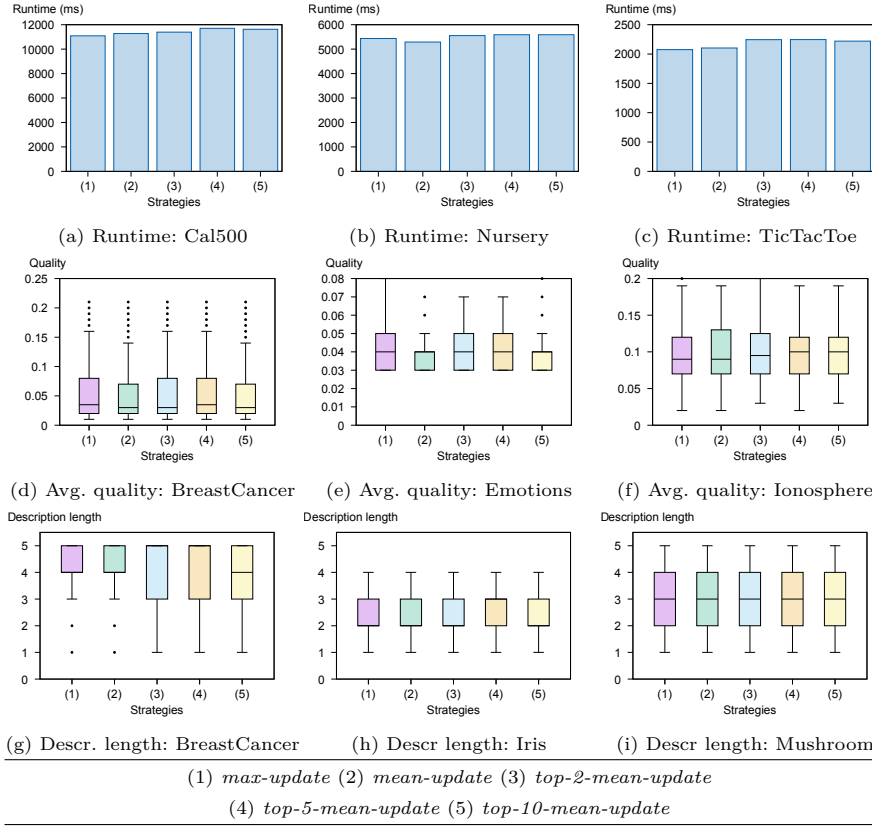 Runtime (ms)
12000
10000
8000
6000
4000
2000
0
(1) (2) (3) (4) (5)
Strategies
(a) Runtime: Cal500
Runtime (ms)
6000
5000
4000
3000
2000
1000
0
(1) (2) (3) (4) (5)
Strategies
(b) Runtime: Nursery
Runtime (ms)
2500
2000
1500
1000
500
0
(1) (2) (3) (4) (5)
Strategies
(c) Runtime: TicTacToe
Quality
0.25
0.2
0.15
0.1
0.05
0
(1) (2) (3) (4) (5)
Strategies
(d) Avg. quality: BreastCancer
Quality
0.08
0.07
0.06
0.05
0.04
0.03
0.02
0.01
0
(1) (2) (3) (4) (5)
Strategies
(e) Avg. quality: Emotions
Quality
0.2
0.15
0.1
0.05
0
(1) (2) (3) (4) (5)
Strategies
(f) Avg. quality: Ionosphere
Description length
5
4
3
2
1
0
(1) (2) (3) (4) (5)
Strategies
(g) Descr. length: BreastCancer
Description length
5
4
3
2
1
0
(1) (2) (3) (4) (5)
Strategies
(h) Descr length: Iris
Description length
5
4
3
2
1
0
(1) (2) (3) (4) (5)
Strategies
(i) Descr length: Mushroom
(1) max-update (2) mean-update (3) top-2-mean-update
(4) top-5-mean-update (5) top-10-mean-update